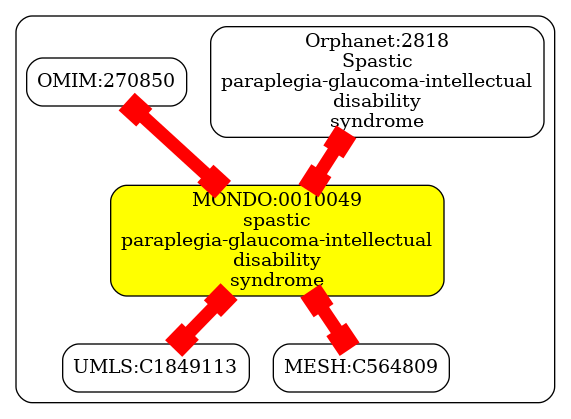 OMIM:270850
Orphanet:2818
Spastic
paraplegia-glaucoma-intellectual
disability
syndrome
MONDO:0010049
spastic
paraplegia-glaucoma-intellectual
disability
syndrome
UMLS:C1849113
MESH:C564809